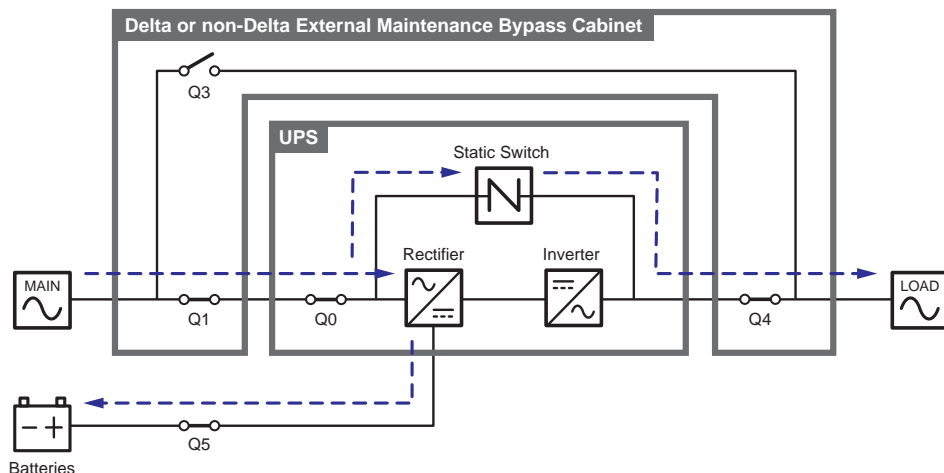 Delta or non-Delta External Maintenance Bypass Cabinet
Q3
UPS
Static Switch
Rectifier
Inverter
MAIN
LOAD
Q1
Q0
Q4
Q5
Batteries